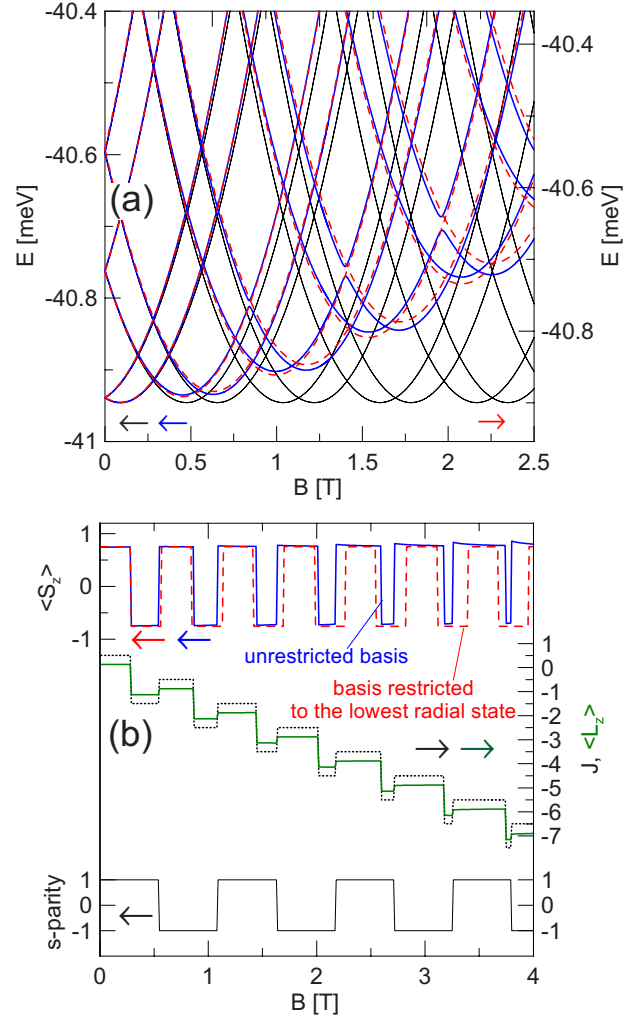 -40.4
-40.6
-40.8
-41
E [meV]
(a)
-40.4
-40.6
-40.8
E [meV]
0 0.5 1 1.5 2 2.5
B [T]
1
0
-1
<S_z>
unrestricted basis
basis restricted
to the lowest radial state
(b)
1
0
-1
-2
-3
-4
-5
-6
-7
J, <L_z>
1
0
-1
s-parity
1
0
-1
0 1 2 3 4
B [T]